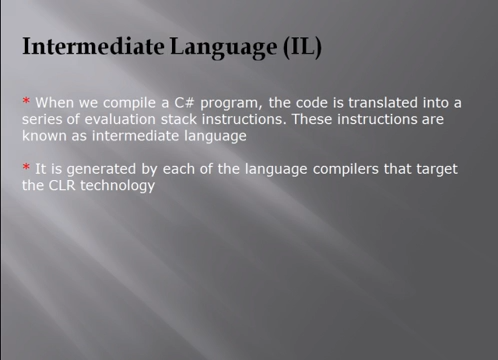 Intermediate Language (IL)
* When we compile a C# program, the code is translated into a
series of evaluation stack instructions. These instructions are
known as intermediate language
* It is generated by each of the language compilers that target
the CLR technology